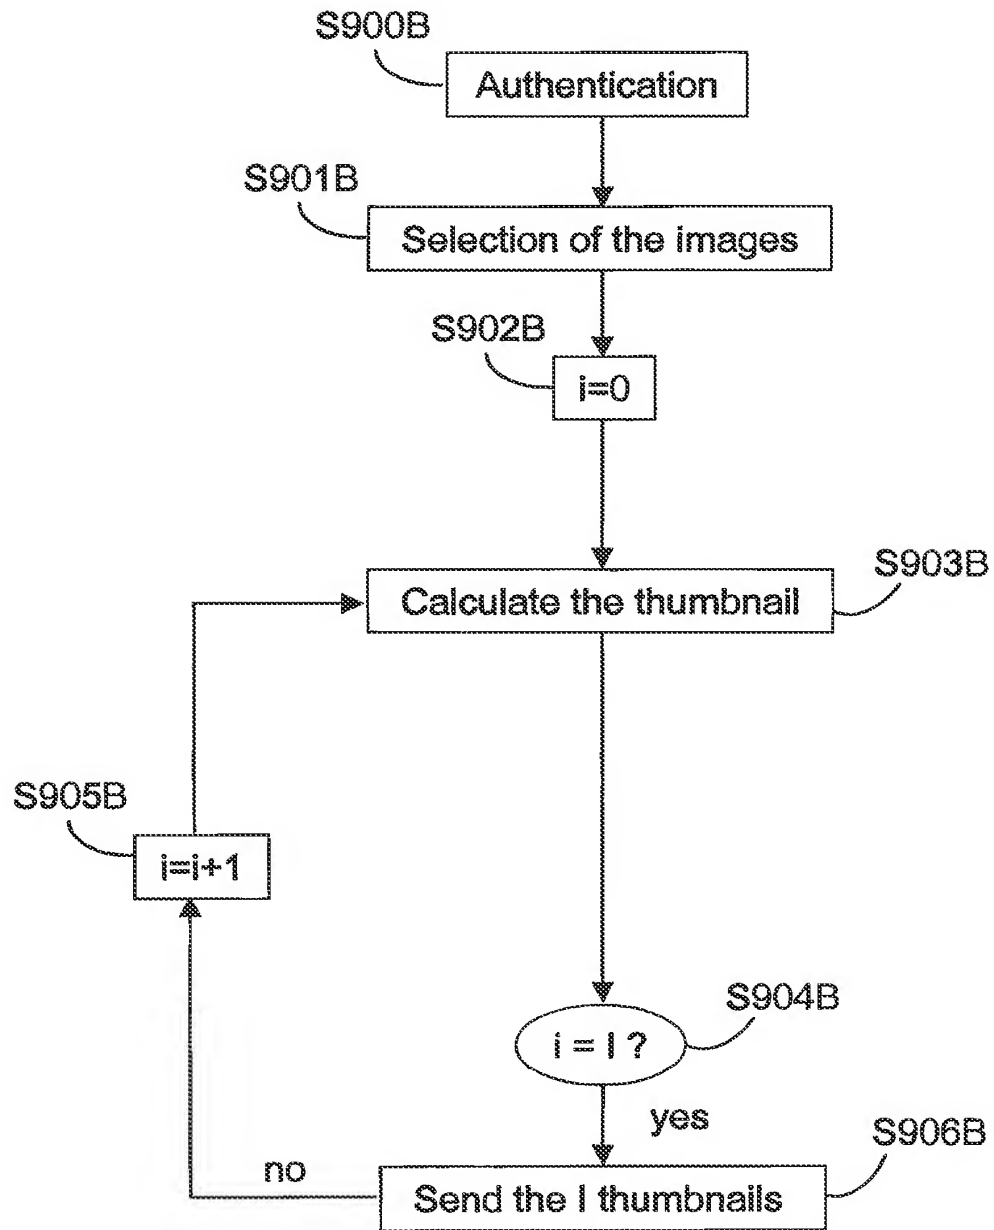 S900B
Authentication
S901B
Selection of the images
S902B
i=0
S903B
Calculate the thumbnail
S905B
i=i+1
S904B
i = I ?
yes
S906B
no
Send the I thumbnails